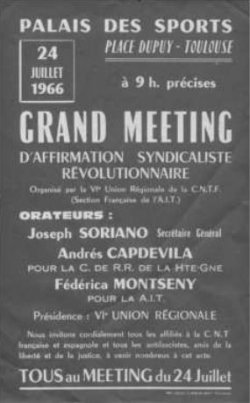 PALAIS DES SPORTS
PLACE DUPUY - TOULOUSE
24
JUILLET
1966
à 9 h. précises
GRAND MEETING
D'AFFIRMATION SYNDICALISTE
RÉVOLUTIONNAIRE
Organisé par la VIᵉ Union Régionale de la C.N.T.F.
(Section Française de l'A.I.T.)
ORATEURS :
Joseph SORIANO Secrétaire Général
Andrés CAPDEVILA
POUR LA C. DE R.R. DE LA HTE-GNE
Fédérica MONTSENY
POUR LA A.I.T.
Présidence : VIᵉ UNION RÉGIONALE
Nous invitons cordialement tous les affiliés à la C.N.T
française et espagnole et tous les antifascistes, amis de la
liberté et de la justice, à venir nombreux à cet acte
TOUS au MEETING du 24 Juillet